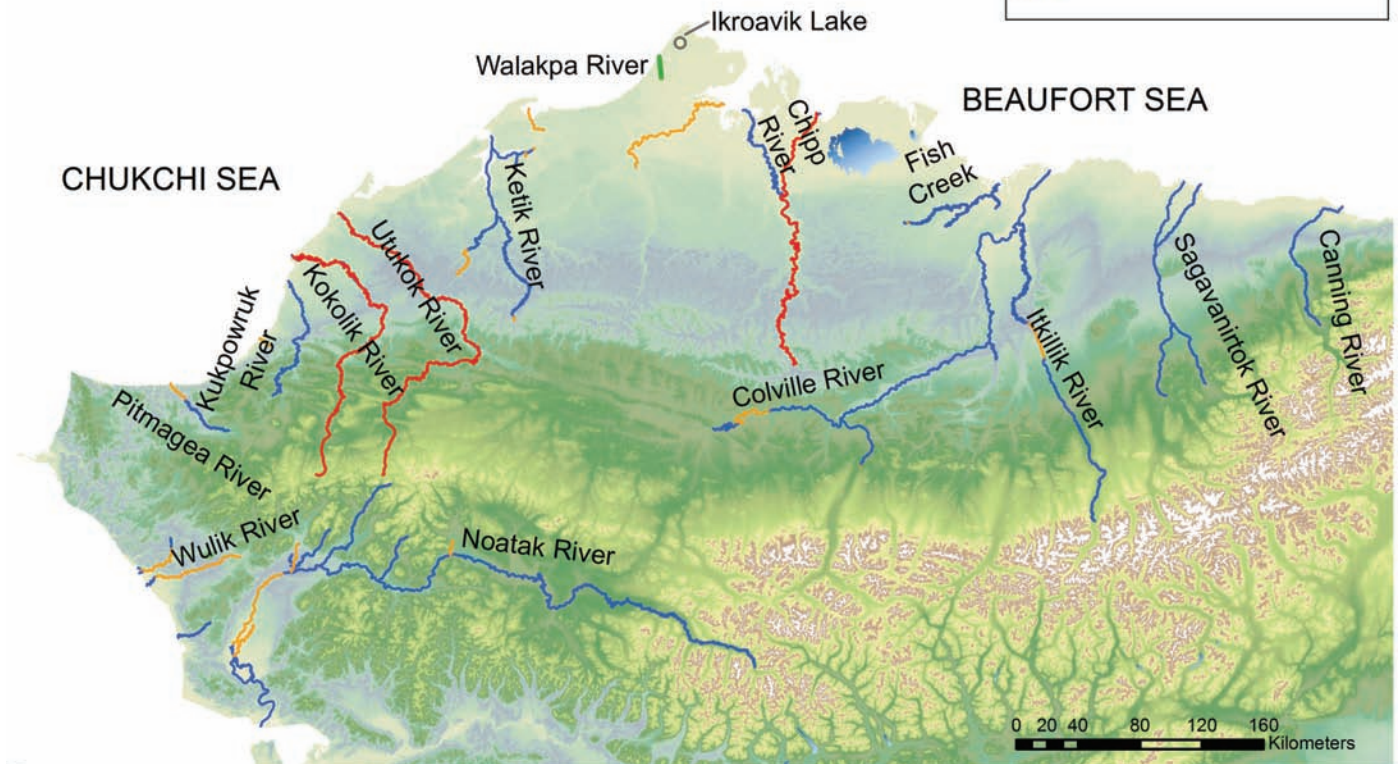 Ikroavik Lake
Walakpa River
BEAUFORT SEA
CHUKCHI SEA
Chipp
River
Fish
Creek
Ketik River
Utukok River
Kokolik River
Kukpowruk
River
Pitmagea River
Colville River
Itkillik River
Sagavanirtok River
Canning River
Wulik River
Noatak River
0 20 40 80 120 160
Kilometers